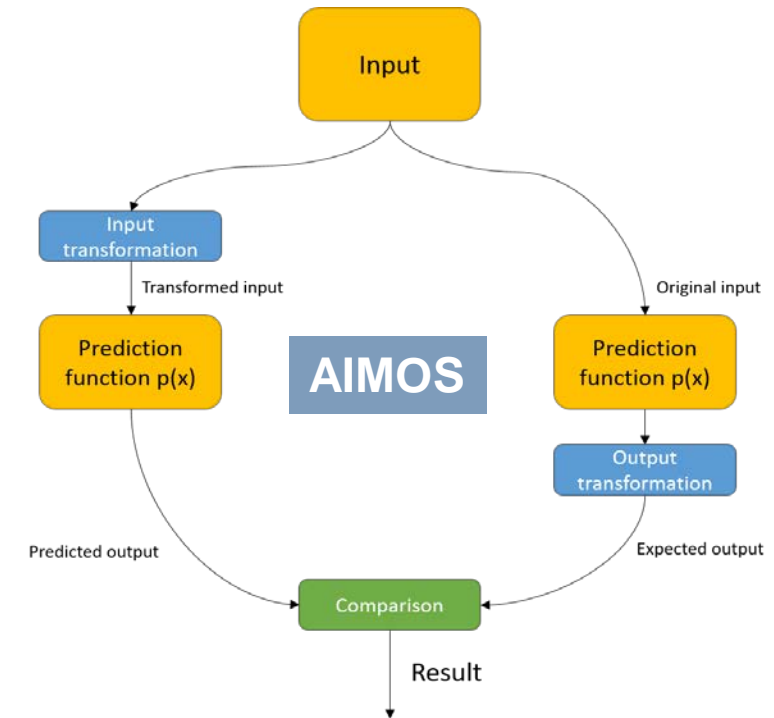 Input
Input
transformation
Transformed input
Original input
Prediction
function p(x)
AIMOS
Prediction
function p(x)
Output
transformation
Predicted output
Expected output
Comparison
Result